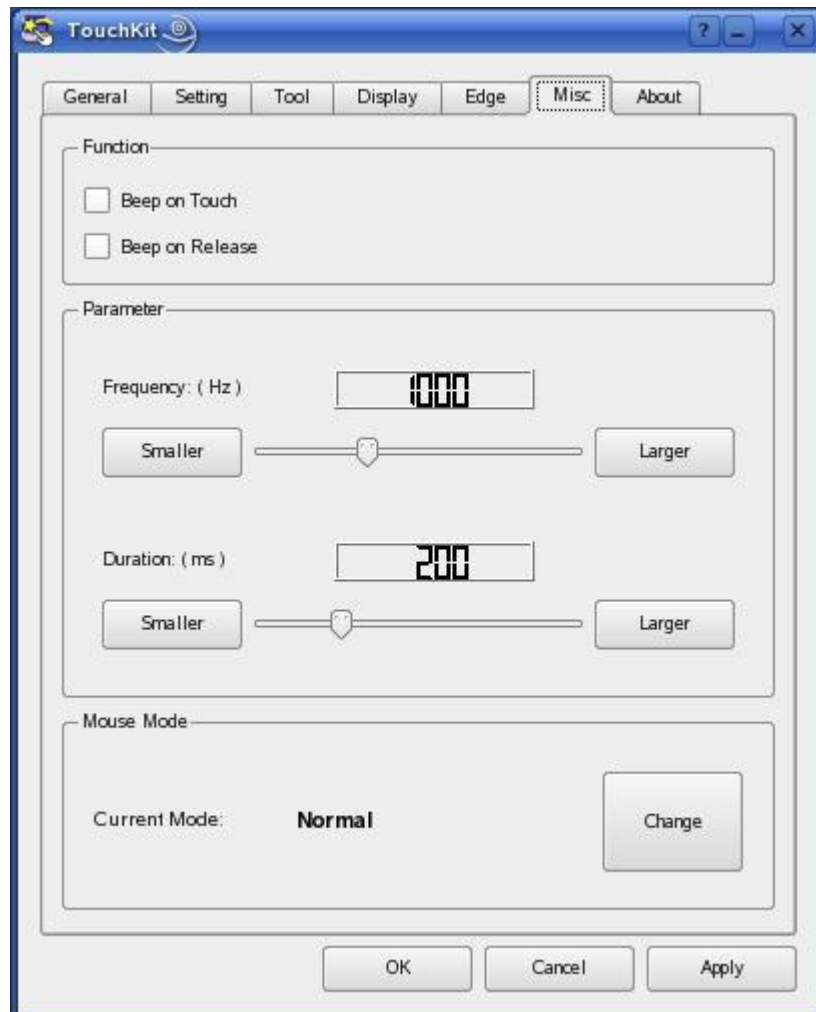 TouchKit
General Setting Tool Display Edge Misc About
Function
Beep on Touch
Beep on Release
Parameter
Frequency: ( Hz ) 1000
Smaller Larger
Duration: ( ms ) 200
Smaller Larger
Mouse Mode
Current Mode: Normal Change
OK Cancel Apply